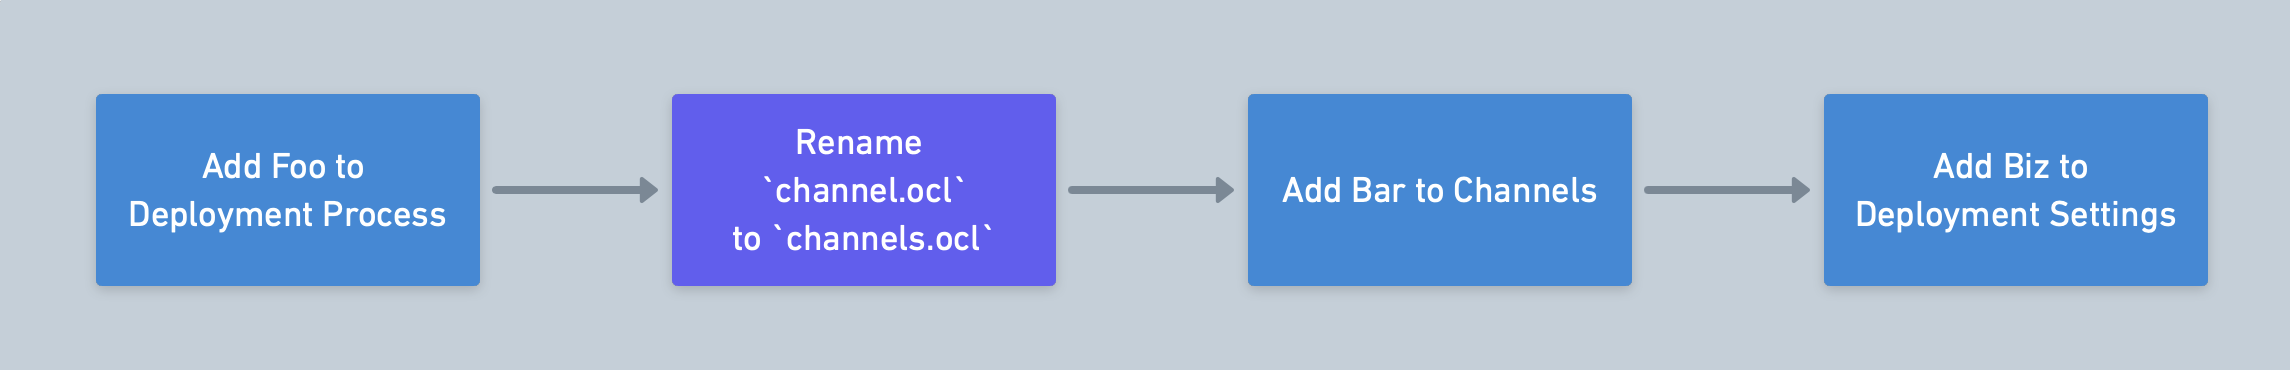 Add Foo to
Deployment Process
Rename
`channel.ocl`
to `channels.ocl`
Add Bar to Channels
Add Biz to
Deployment Settings